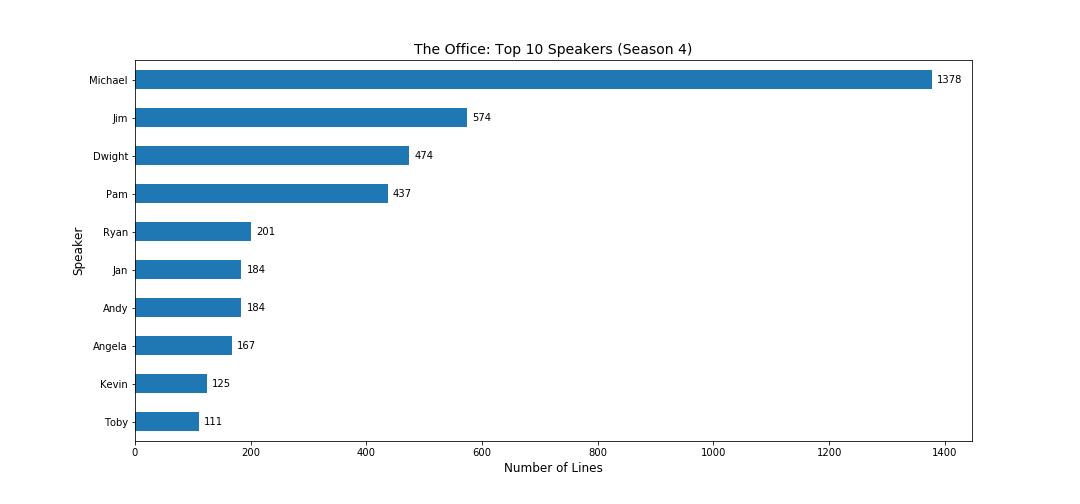 The Office: Top 10 Speakers (Season 4)
Speaker
Michael 1378
Jim 574
Dwight 474
Pam 437
Ryan 201
Jan 184
Andy 184
Angela 167
Kevin 125
Toby 111
0 200 400 600 800 1000 1200 1400
Number of Lines